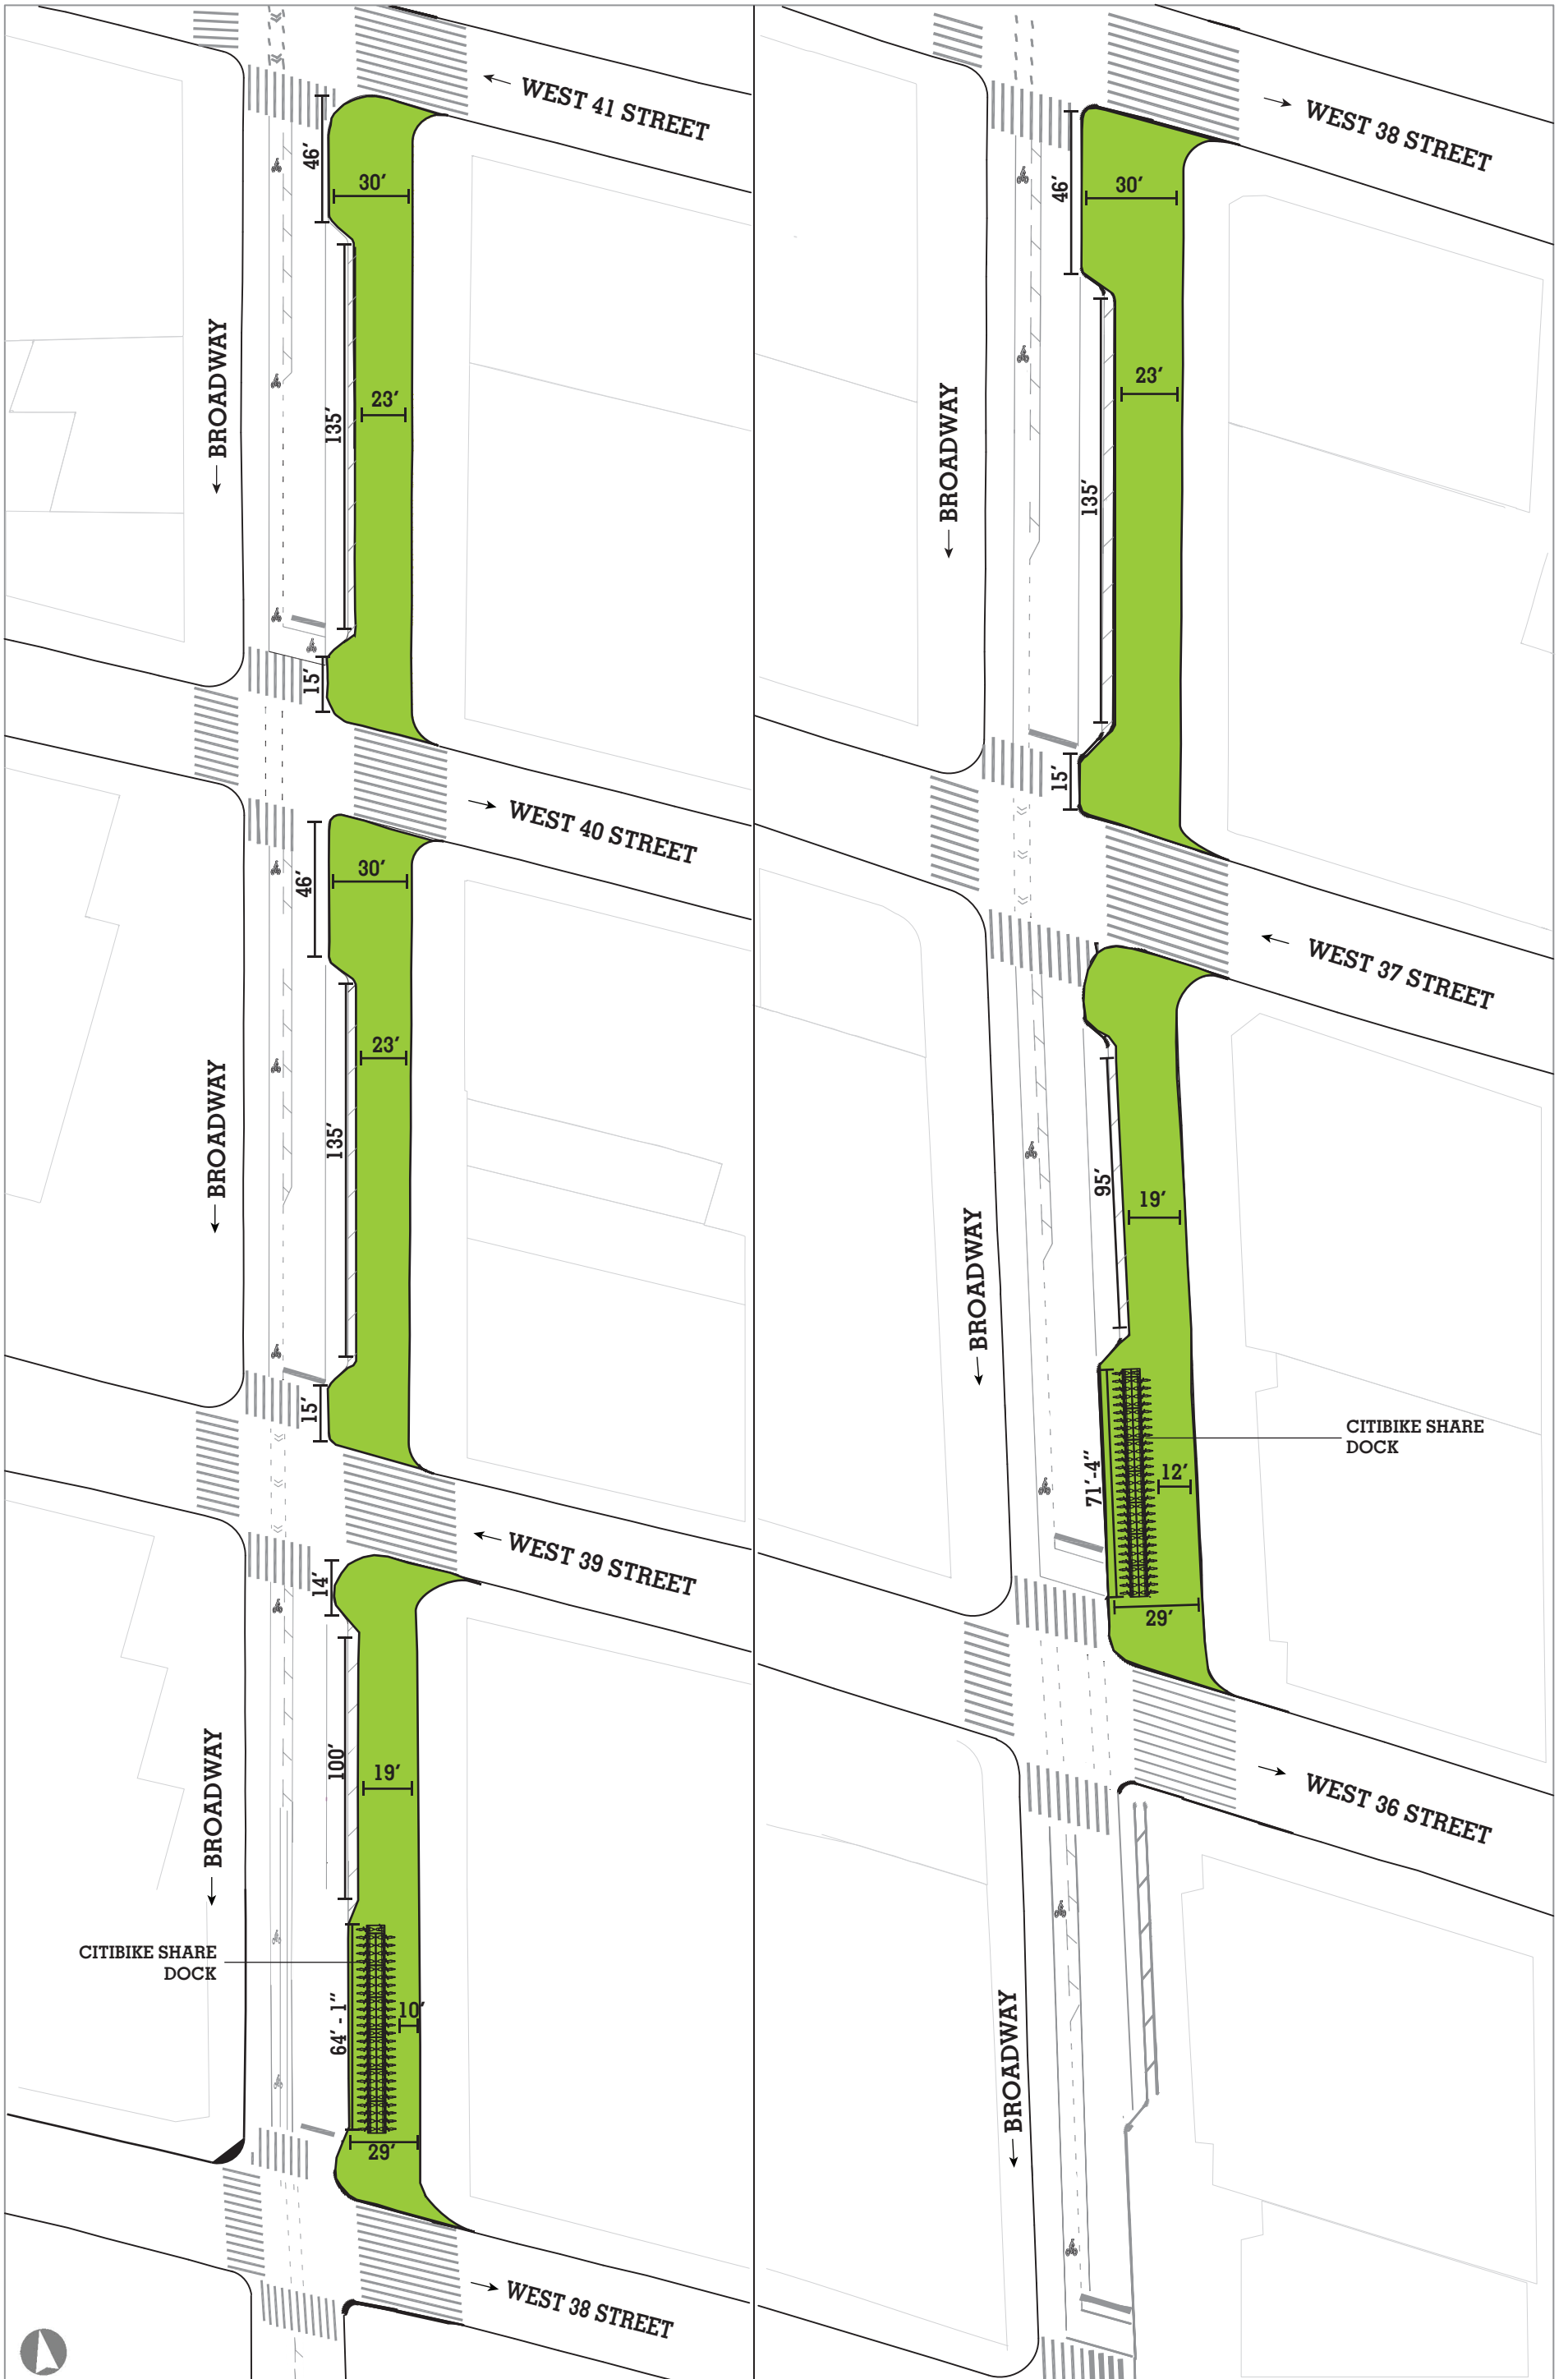 WEST 41 STREET
46′
30′
BROADWAY
135′
23′
15′
WEST 40 STREET
46′
30′
23′
BROADWAY
135′
15′
WEST 39 STREET
14′
BROADWAY
100′
19′
CITIBIKE SHARE
DOCK
64′ - 1″
10′
29′
WEST 38 STREET
WEST 38 STREET
46′
30′
BROADWAY
23′
135′
15′
WEST 37 STREET
95′
19′
BROADWAY
CITIBIKE SHARE
DOCK
71′-4″
12′
29′
WEST 36 STREET
BROADWAY